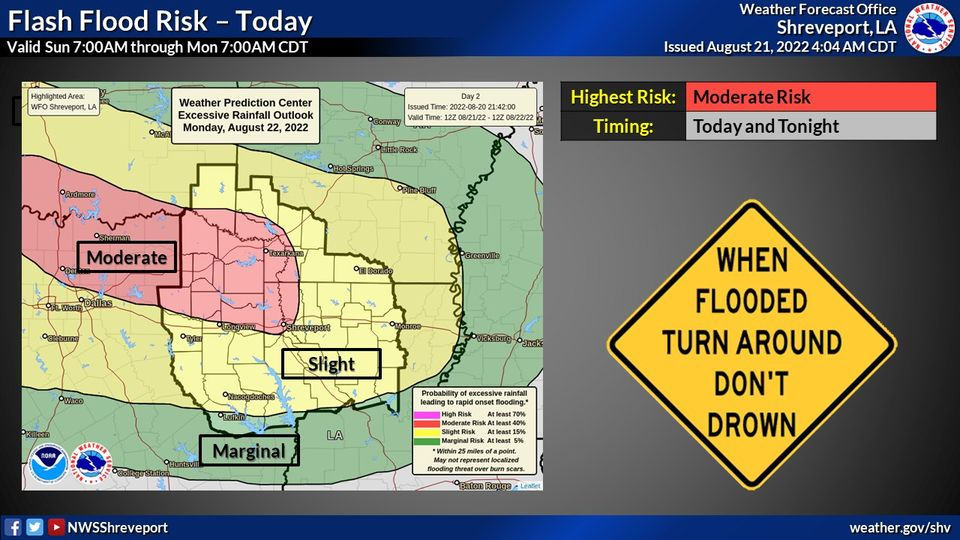 Flash Flood Risk – Today
Valid Sun 7:00AM through Mon 7:00AM CDT
Weather Forecast Office
Shreveport, LA
Issued August 21, 2022 4:04 AM CDT
Highlighted Area:
WFO Shreveport, LA
Weather Prediction Center
Excessive Rainfall Outlook
Monday, August 22, 2022
Day 2
Issued Time: 2022-08-20 21:42:00
Valid Time: 12Z 08/21/22 - 12Z 08/22/22
Conway
Little Rock
Hot Springs
Pine Bluff
Ardmore
Sherman
Moderate
Texarkana
Greenville
El Dorado
Dallas
Ft. Worth
Longview
Shreveport
Monroe
Cleburne
Tyler
Vicksburg
Slight
Nacogdoches
Waco
Lufkin
LA
Killeen
Marginal
Huntsville
College Station
Baton Rouge
Leaflet
Probability of excessive rainfall
leading to rapid onset flooding.*
High Risk At least 70%
Moderate Risk At least 40%
Slight Risk At least 15%
Marginal Risk At least 5%
* Within 25 miles of a point.
May not represent localized
flooding threat over burn scars.
NOAA
Highest Risk: Moderate Risk
Timing: Today and Tonight
WHEN
FLOODED
TURN AROUND
DON'T
DROWN
NWSShreveport
weather.gov/shv